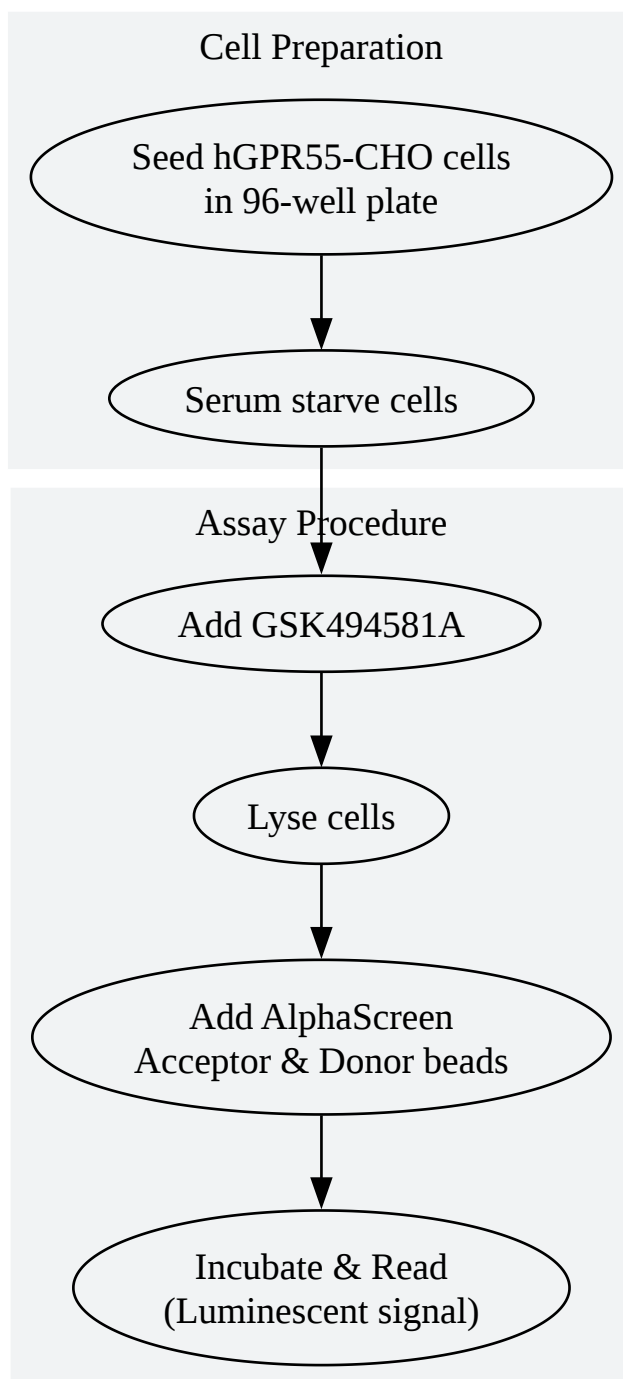 Cell Preparation
Seed hGPR55-CHO cells
in 96-well plate
Serum starve cells
Assay Procedure
Add GSK494581A
Lyse cells
Add AlphaScreen
Acceptor & Donor beads
Incubate & Read
(Luminescent signal)